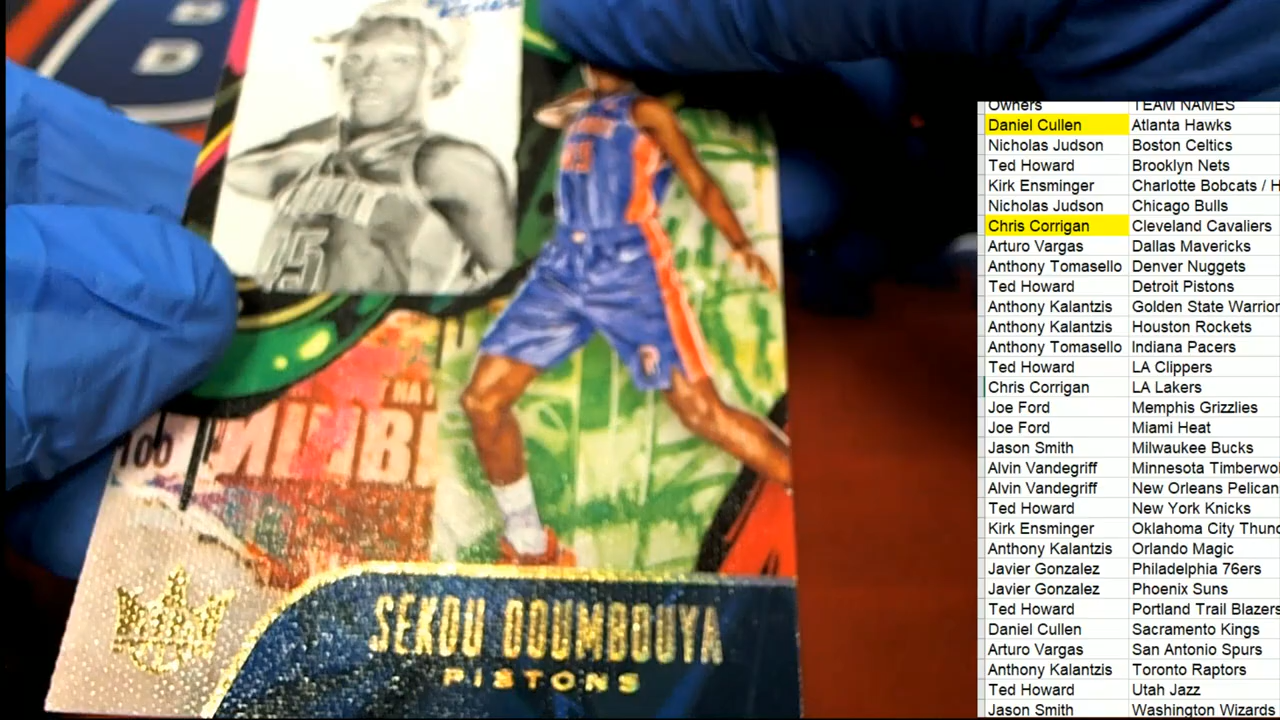 100
SEKOU DOUMBOUYA
PISTONS
Owners TEAM NAMES
Daniel Cullen Atlanta Hawks
Nicholas Judson Boston Celtics
Ted Howard Brooklyn Nets
Kirk Ensminger Charlotte Bobcats / H
Nicholas Judson Chicago Bulls
Chris Corrigan Cleveland Cavaliers
Arturo Vargas Dallas Mavericks
Anthony Tomasello Denver Nuggets
Ted Howard Detroit Pistons
Anthony Kalantzis Golden State Warrior
Anthony Kalantzis Houston Rockets
Anthony Tomasello Indiana Pacers
Ted Howard LA Clippers
Chris Corrigan LA Lakers
Joe Ford Memphis Grizzlies
Joe Ford Miami Heat
Jason Smith Milwaukee Bucks
Alvin Vandegriff Minnesota Timberwol
Alvin Vandegriff New Orleans Pelican
Ted Howard New York Knicks
Kirk Ensminger Oklahoma City Thund
Anthony Kalantzis Orlando Magic
Javier Gonzalez Philadelphia 76ers
Javier Gonzalez Phoenix Suns
Ted Howard Portland Trail Blazers
Daniel Cullen Sacramento Kings
Arturo Vargas San Antonio Spurs
Anthony Kalantzis Toronto Raptors
Ted Howard Utah Jazz
Jason Smith Washington Wizards